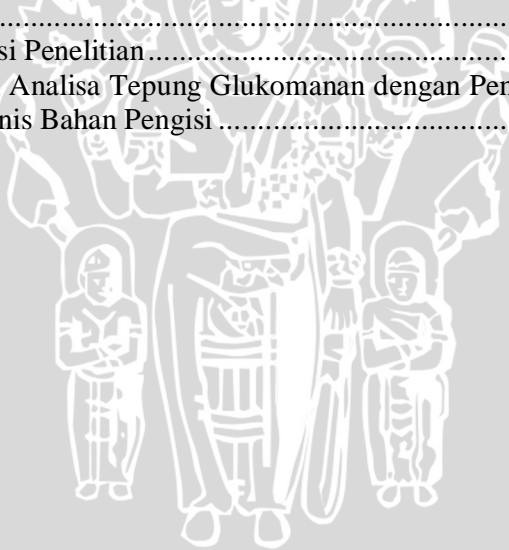 ......................................................................
si Penelitian..................................................
Analisa Tepung Glukomanan dengan Pen
nis Bahan Pengisi........................................